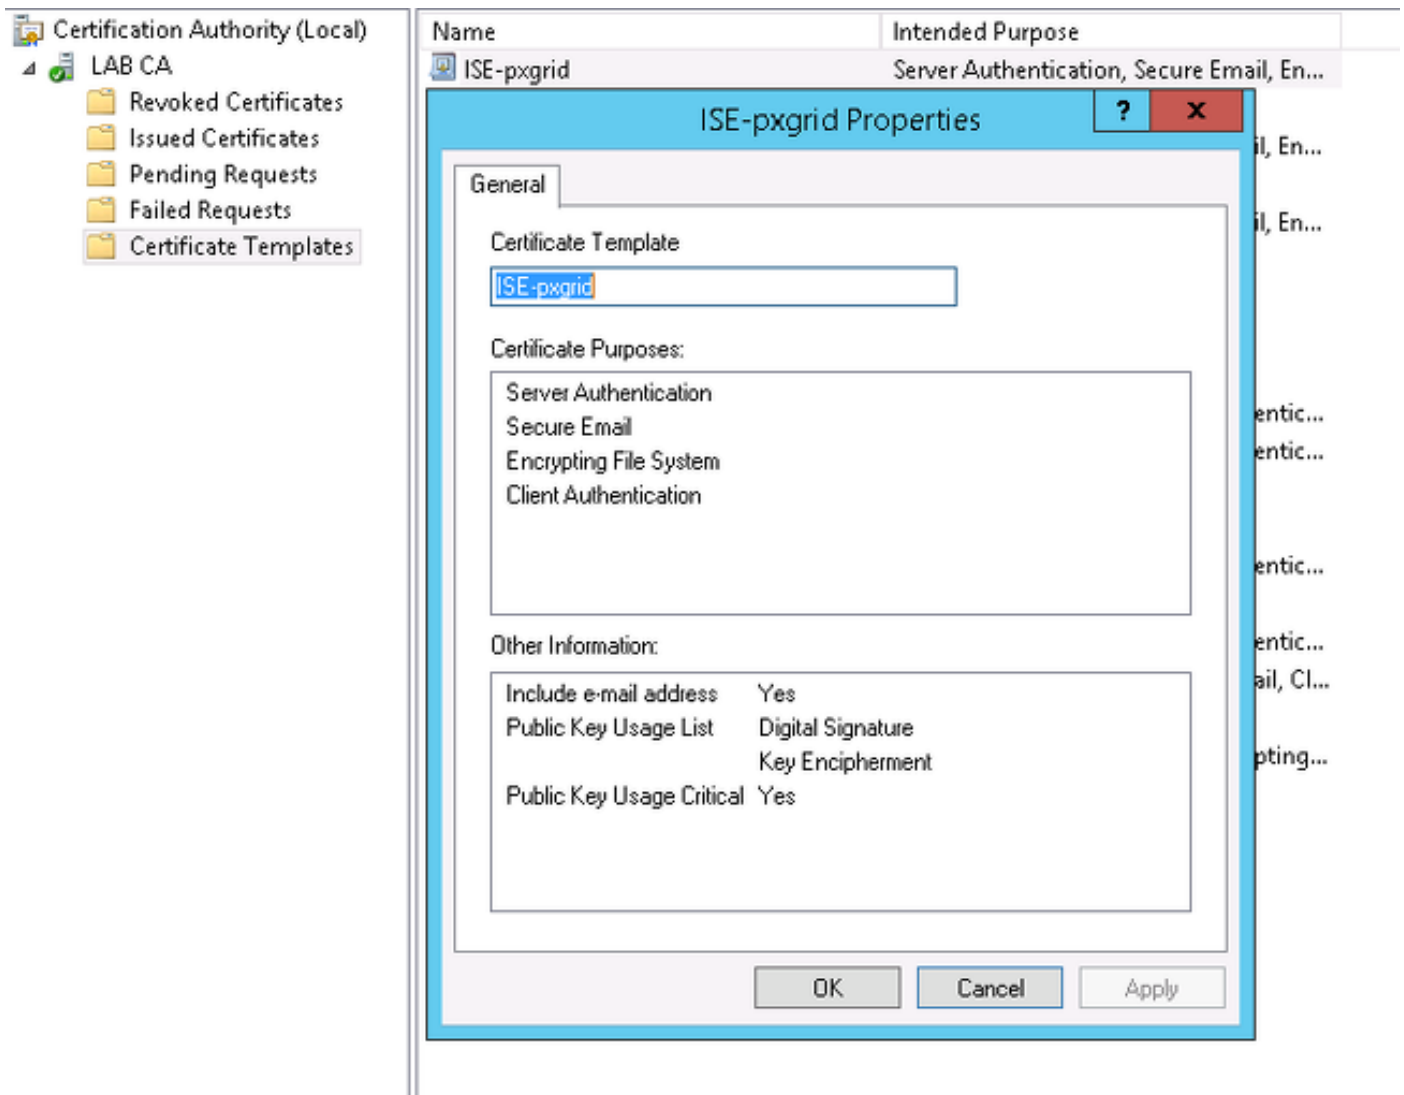 Certification Authority (Local)
LAB CA
Revoked Certificates
Issued Certificates
Pending Requests
Failed Requests
Certificate Templates
Name Intended Purpose
ISE-pxgrid Server Authentication, Secure Email, En...
ISE-pxgrid Properties ? x
il, En...
General
il, En...
Certificate Template
ISE-pxgrid
Certificate Purposes:
Server Authentication
Secure Email
Encrypting File System
Client Authentication
entic...
entic...
entic...
Other Information:
entic...
Include e-mail address Yes
ail, Cl...
Public Key Usage List Digital Signature
Key Encipherment
pting...
Public Key Usage Critical Yes
OK Cancel Apply